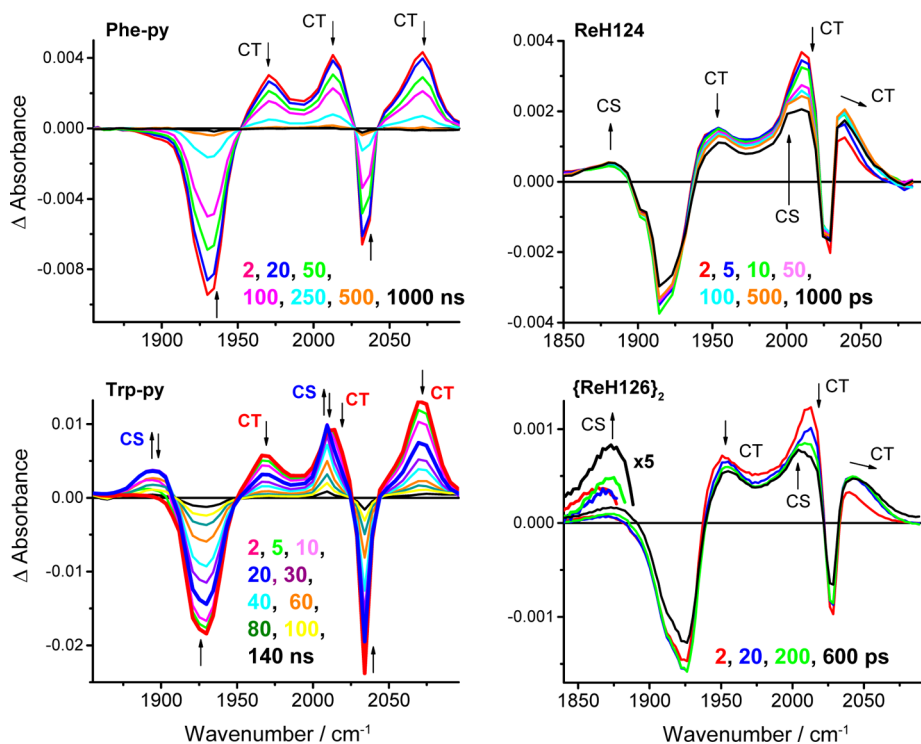 Phe-py
CT CT CT
0.004
0.000
-0.004
-0.008
2, 20, 50,
100, 250, 500, 1000 ns
1900 1950 2000 2050
Δ Absorbance
ReH124
CS CT CT CT
CS
0.004
0.002
0.000
-0.002
-0.004
2, 5, 10, 50,
100, 500, 1000 ps
1850 1900 1950 2000 2050
Trp-py
CS CT CS CT CT
0.01
0.00
-0.01
-0.02
2, 5, 10,
20, 30,
40, 60,
80, 100,
140 ns
1900 1950 2000 2050
Δ Absorbance
Wavenumber / cm⁻¹
{ReH126}₂
CS CT CT CT
x5
CS
0.001
0.000
-0.001
2, 20, 200, 600 ps
1850 1900 1950 2000 2050
Wavenumber / cm⁻¹